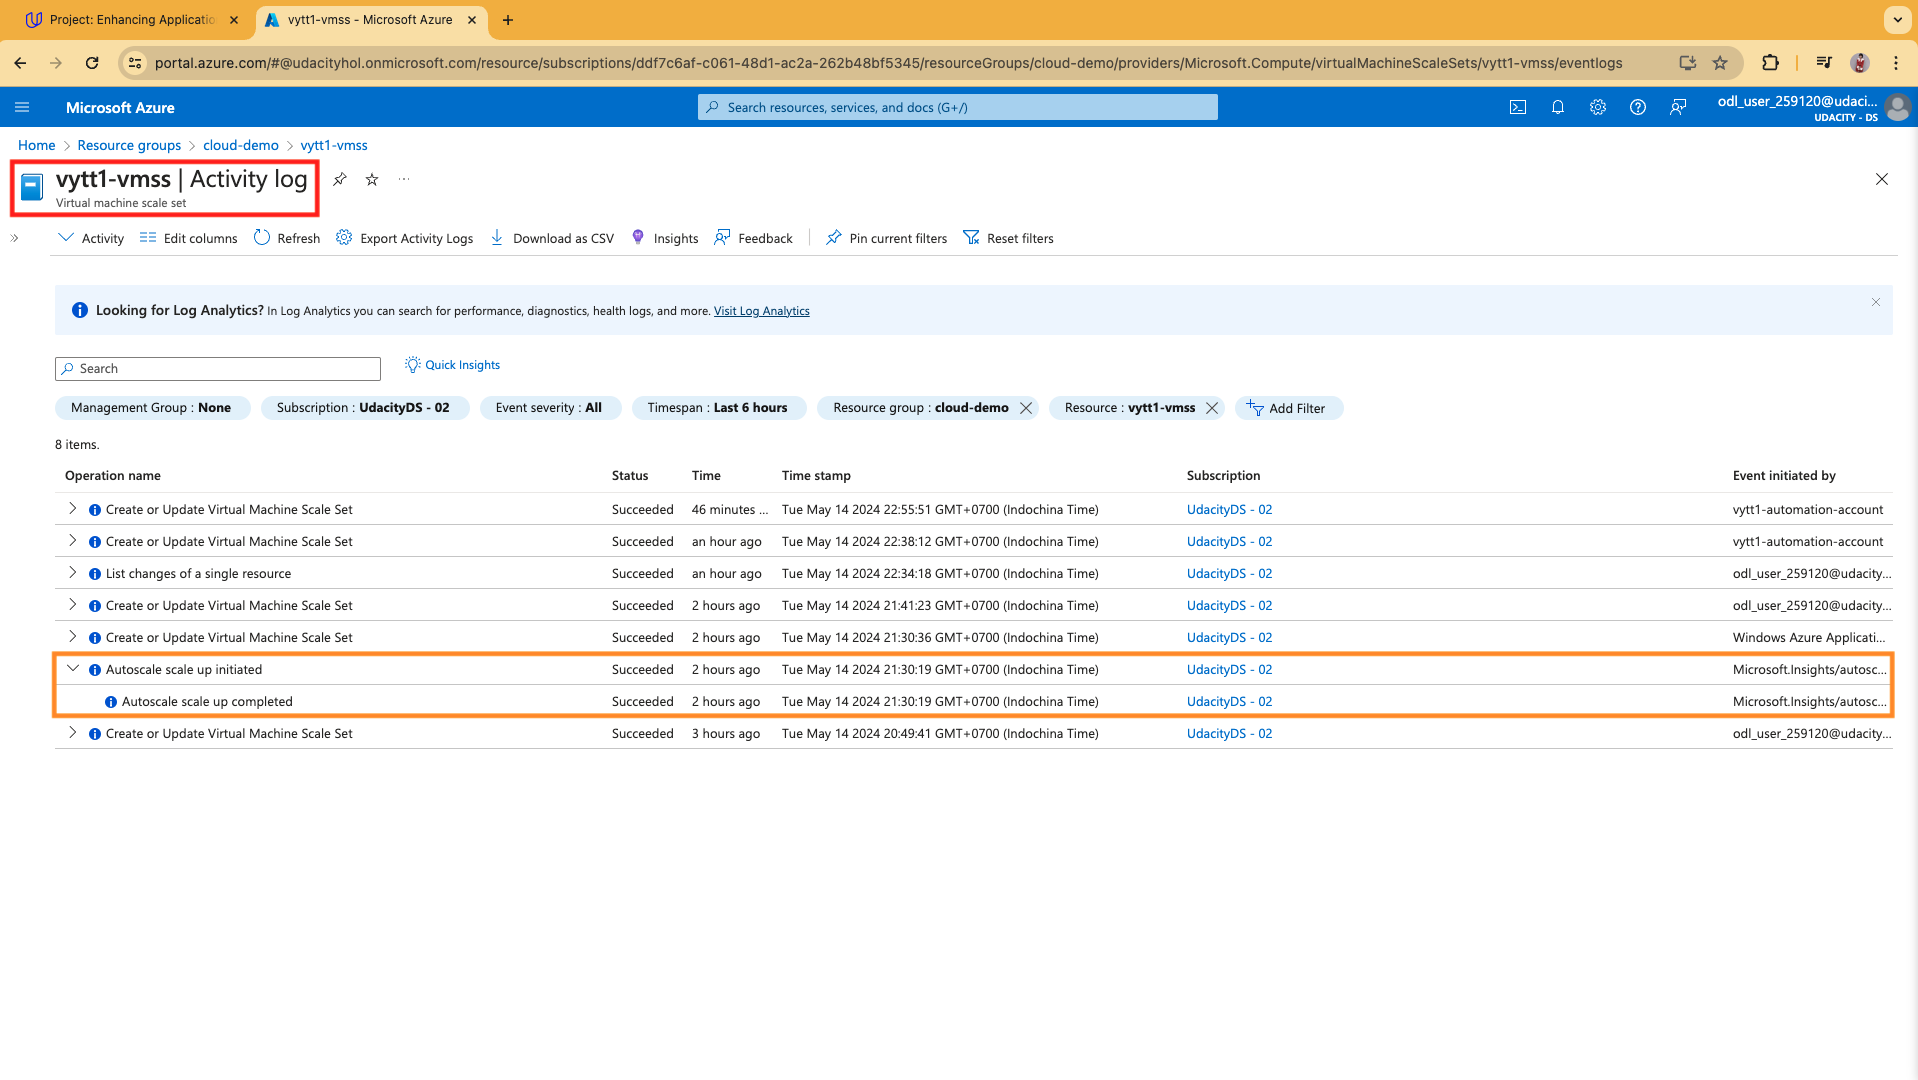 Project: Enhancing Applicatio
vytt1-vmss - Microsoft Azure
portal.azure.com/#@udacityhol.onmicrosoft.com/resource/subscriptions/ddf7c6af-c061-48d1-ac2a-262b48bf5345/resourceGroups/cloud-demo/providers/Microsoft.Compute/virtualMachineScaleSets/vytt1-vmss/eventlogs
Microsoft Azure
Search resources, services, and docs (G+/)
odl_user_259120@udaci...
UDACITY - DS
Home > Resource groups > cloud-demo > vytt1-vmss
vytt1-vmss | Activity log
Virtual machine scale set
Activity Edit columns Refresh Export Activity Logs Download as CSV Insights Feedback Pin current filters Reset filters
Looking for Log Analytics? In Log Analytics you can search for performance, diagnostics, health logs, and more. Visit Log Analytics
Search Quick Insights
Management Group : None Subscription : UdacityDS - 02 Event severity : All Timespan : Last 6 hours Resource group : cloud-demo Resource : vytt1-vmss Add Filter
8 items.
Operation name Status Time Time stamp Subscription Event initiated by
Create or Update Virtual Machine Scale Set Succeeded 46 minutes ... Tue May 14 2024 22:55:51 GMT+0700 (Indochina Time) UdacityDS - 02 vytt1-automation-account
Create or Update Virtual Machine Scale Set Succeeded an hour ago Tue May 14 2024 22:38:12 GMT+0700 (Indochina Time) UdacityDS - 02 vytt1-automation-account
List changes of a single resource Succeeded an hour ago Tue May 14 2024 22:34:18 GMT+0700 (Indochina Time) UdacityDS - 02 odl_user_259120@udacity...
Create or Update Virtual Machine Scale Set Succeeded 2 hours ago Tue May 14 2024 21:41:23 GMT+0700 (Indochina Time) UdacityDS - 02 odl_user_259120@udacity...
Create or Update Virtual Machine Scale Set Succeeded 2 hours ago Tue May 14 2024 21:30:36 GMT+0700 (Indochina Time) UdacityDS - 02 Windows Azure Applicati...
Autoscale scale up initiated Succeeded 2 hours ago Tue May 14 2024 21:30:19 GMT+0700 (Indochina Time) UdacityDS - 02 Microsoft.Insights/autosc...
Autoscale scale up completed Succeeded 2 hours ago Tue May 14 2024 21:30:19 GMT+0700 (Indochina Time) UdacityDS - 02 Microsoft.Insights/autosc...
Create or Update Virtual Machine Scale Set Succeeded 3 hours ago Tue May 14 2024 20:49:41 GMT+0700 (Indochina Time) UdacityDS - 02 odl_user_259120@udacity...